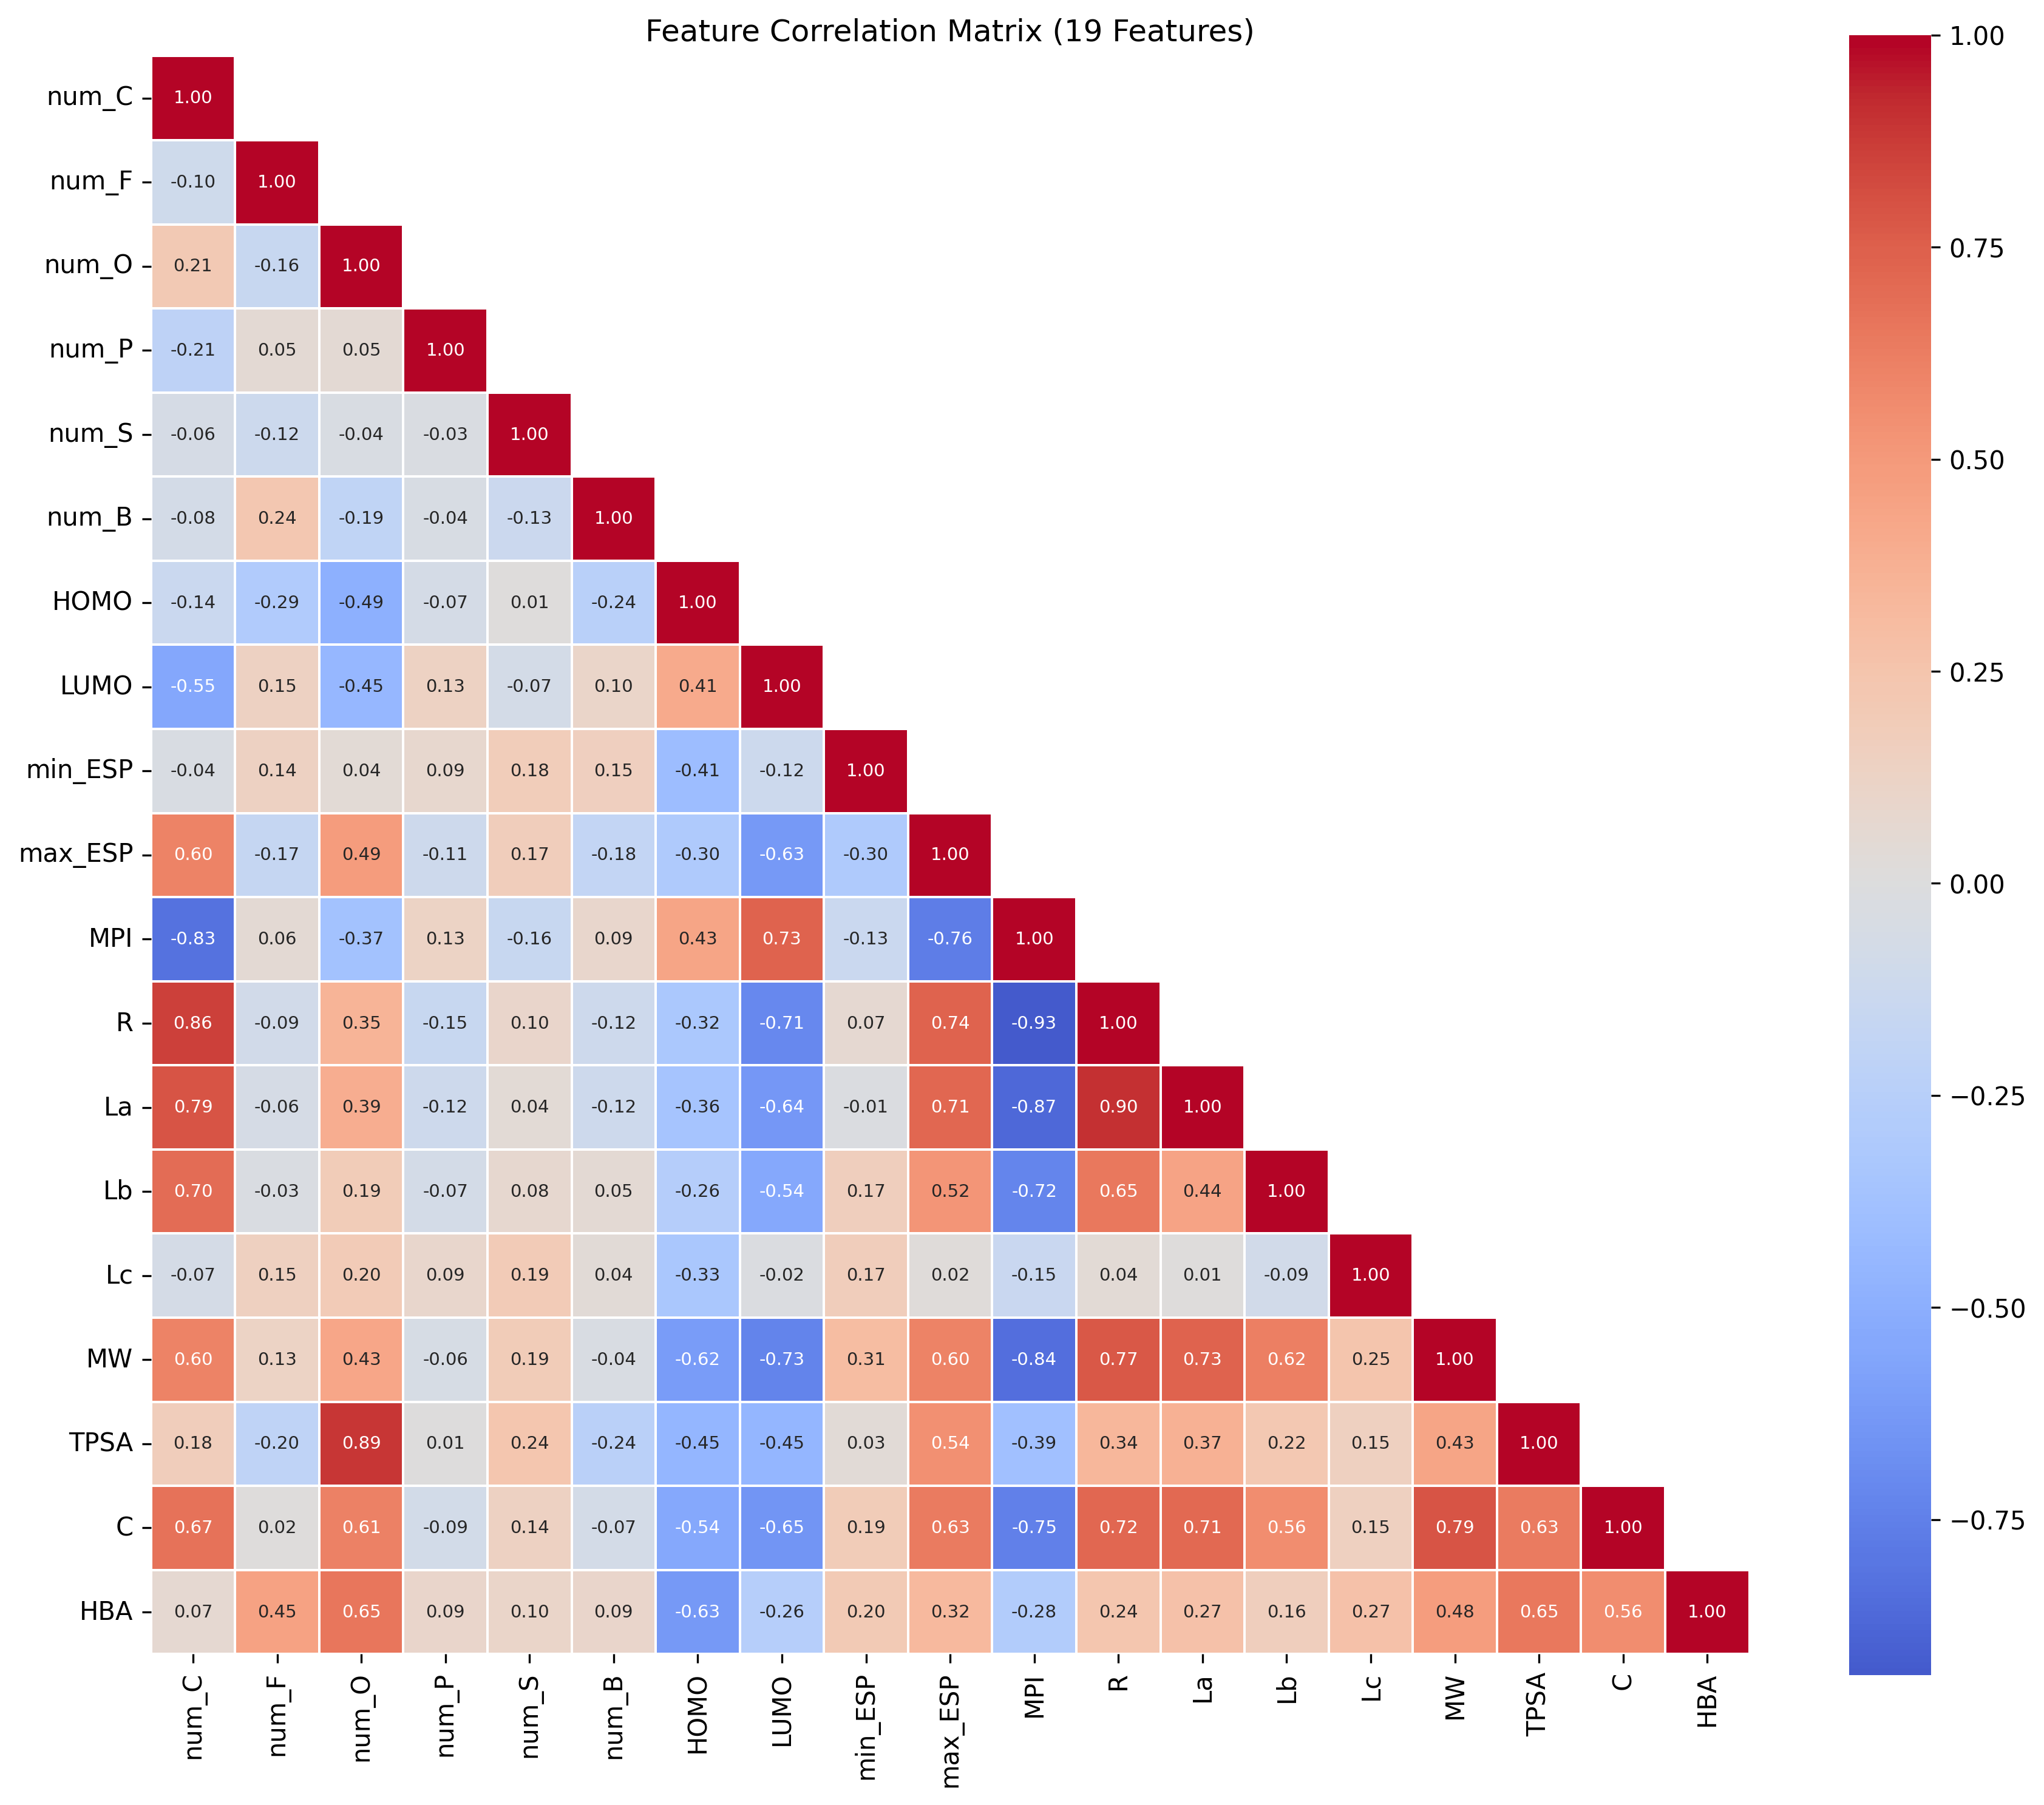 Feature Correlation Matrix (19 Features)
num_C 1.00
num_F -0.10 1.00
num_O 0.21 -0.16 1.00
num_P -0.21 0.05 0.05 1.00
num_S -0.06 -0.12 -0.04 -0.03 1.00
num_B -0.08 0.24 -0.19 -0.04 -0.13 1.00
HOMO -0.14 -0.29 -0.49 -0.07 0.01 -0.24 1.00
LUMO -0.55 0.15 -0.45 0.13 -0.07 0.10 0.41 1.00
min_ESP -0.04 0.14 0.04 0.09 0.18 0.15 -0.41 -0.12 1.00
max_ESP 0.60 -0.17 0.49 -0.11 0.17 -0.18 -0.30 -0.63 -0.30 1.00
MPI -0.83 0.06 -0.37 0.13 -0.16 0.09 0.43 0.73 -0.13 -0.76 1.00
R 0.86 -0.09 0.35 -0.15 0.10 -0.12 -0.32 -0.71 0.07 0.74 -0.93 1.00
La 0.79 -0.06 0.39 -0.12 0.04 -0.12 -0.36 -0.64 -0.01 0.71 -0.87 0.90 1.00
Lb 0.70 -0.03 0.19 -0.07 0.08 0.05 -0.26 -0.54 0.17 0.52 -0.72 0.65 0.44 1.00
Lc -0.07 0.15 0.20 0.09 0.19 0.04 -0.33 -0.02 0.17 0.02 -0.15 0.04 0.01 -0.09 1.00
MW 0.60 0.13 0.43 -0.06 0.19 -0.04 -0.62 -0.73 0.31 0.60 -0.84 0.77 0.73 0.62 0.25 1.00
TPSA 0.18 -0.20 0.89 0.01 0.24 -0.24 -0.45 -0.45 0.03 0.54 -0.39 0.34 0.37 0.22 0.15 0.43 1.00
C 0.67 0.02 0.61 -0.09 0.14 -0.07 -0.54 -0.65 0.19 0.63 -0.75 0.72 0.71 0.56 0.15 0.79 0.63 1.00
HBA 0.07 0.45 0.65 0.09 0.10 0.09 -0.63 -0.26 0.20 0.32 -0.28 0.24 0.27 0.16 0.27 0.48 0.65 0.56 1.00
num_C num_F num_O num_P num_S num_B HOMO LUMO min_ESP max_ESP MPI R La Lb Lc MW TPSA C HBA
1.00
0.75
0.50
0.25
0.00
−0.25
−0.50
−0.75